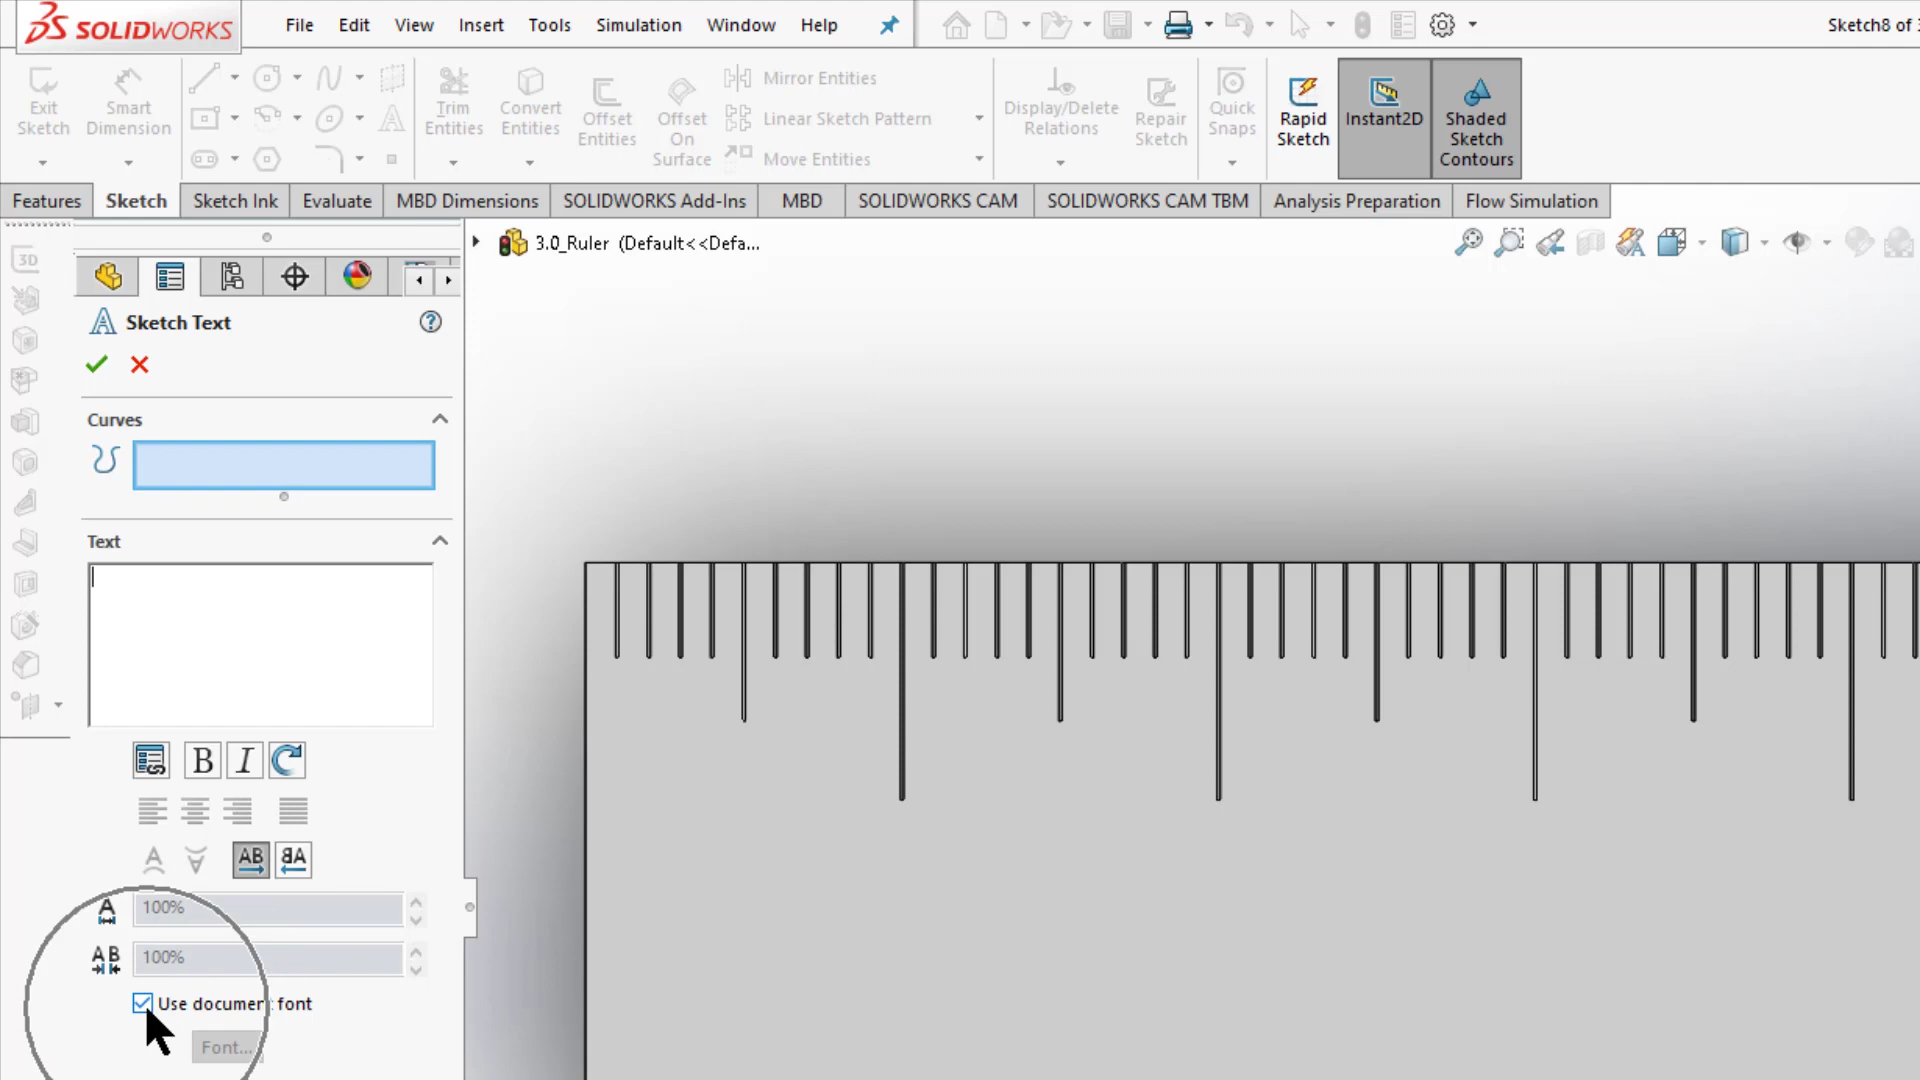 SOLIDWORKS
File Edit View Insert Tools Simulation Window Help
Sketch8 of
Exit Sketch
Smart Dimension
Trim Entities
Convert Entities
Offset Entities
Offset On Surface
Mirror Entities
Linear Sketch Pattern
Move Entities
Display/Delete Relations
Repair Sketch
Quick Snaps
Rapid Sketch
Instant2D
Shaded Sketch Contours
Features Sketch Sketch Ink Evaluate MBD Dimensions SOLIDWORKS Add-Ins MBD SOLIDWORKS CAM SOLIDWORKS CAM TBM Analysis Preparation Flow Simulation
3D
3.0_Ruler (Default<<Defa...
Sketch Text
Curves
Text
B I
AB AB
100%
AB 100%
Use document font
Font...